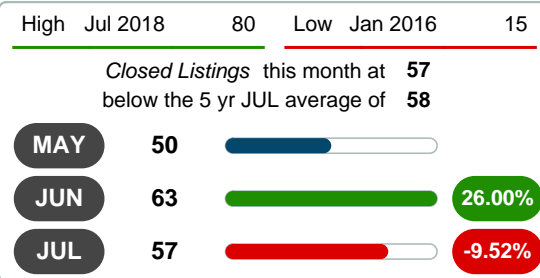 High Jul 2018 80 Low Jan 2016 15
Closed Listings this month at 57
below the 5 yr JUL average of 58
MAY 50
JUN 63 26.00%
JUL 57 -9.52%